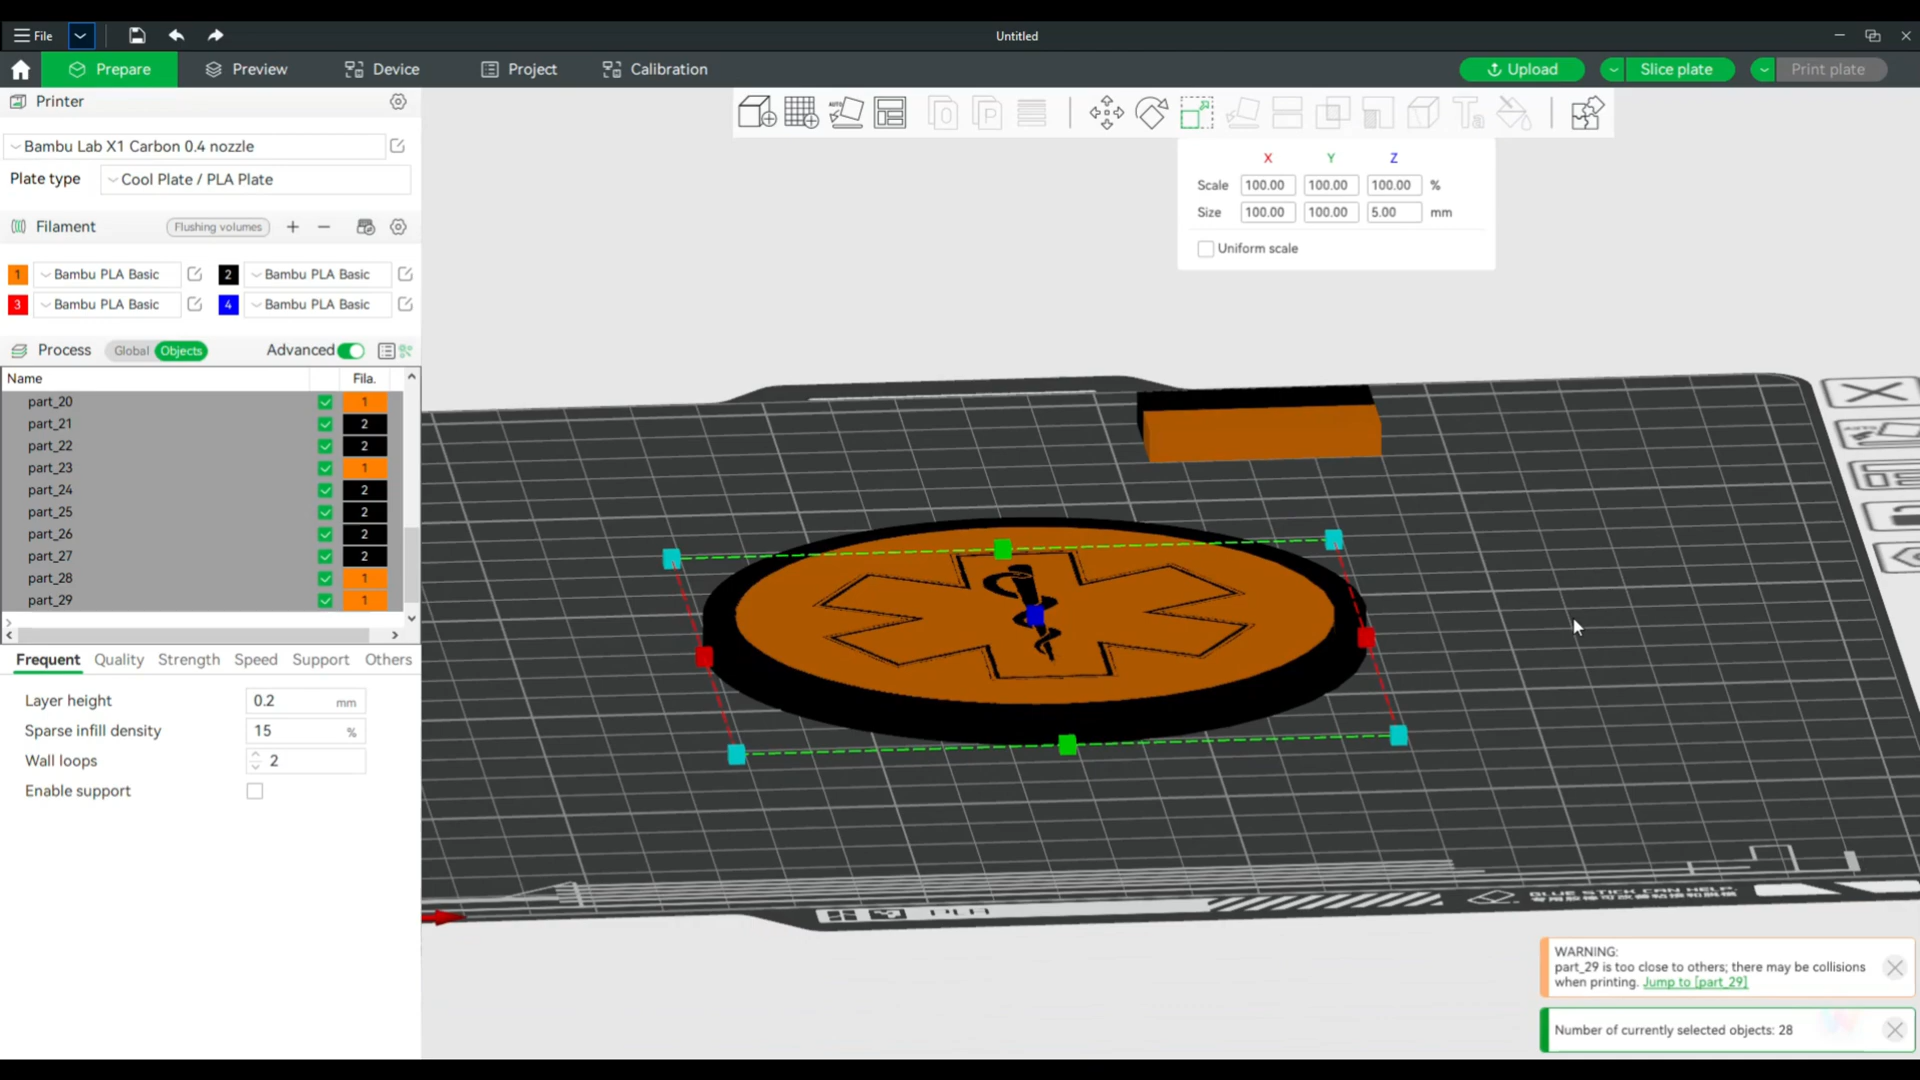 File
Untitled
Prepare
Preview
Device
Project
Calibration
Upload
Slice plate
Print plate
Printer
Bambu Lab X1 Carbon 0.4 nozzle
Plate type
Cool Plate / PLA Plate
Filament
Flushing volumes
1 Bambu PLA Basic
2 Bambu PLA Basic
3 Bambu PLA Basic
4 Bambu PLA Basic
Process
Global
Objects
Advanced
Name Fila.
part_20 1
part_21 2
part_22 2
part_23 1
part_24 2
part_25 2
part_26 2
part_27 2
part_28 1
part_29 1
Frequent Quality Strength Speed Support Others
Layer height 0.2 mm
Sparse infill density 15 %
Wall loops 2
Enable support
AUTO
X Y Z
Scale 100.00 100.00 100.00 %
Size 100.00 100.00 5.00 mm
Uniform scale
PLA
GLUE STICK CAN HELP.
WARNING:
part_29 is too close to others; there may be collisions
when printing. Jump to [part_29]
Number of currently selected objects: 28